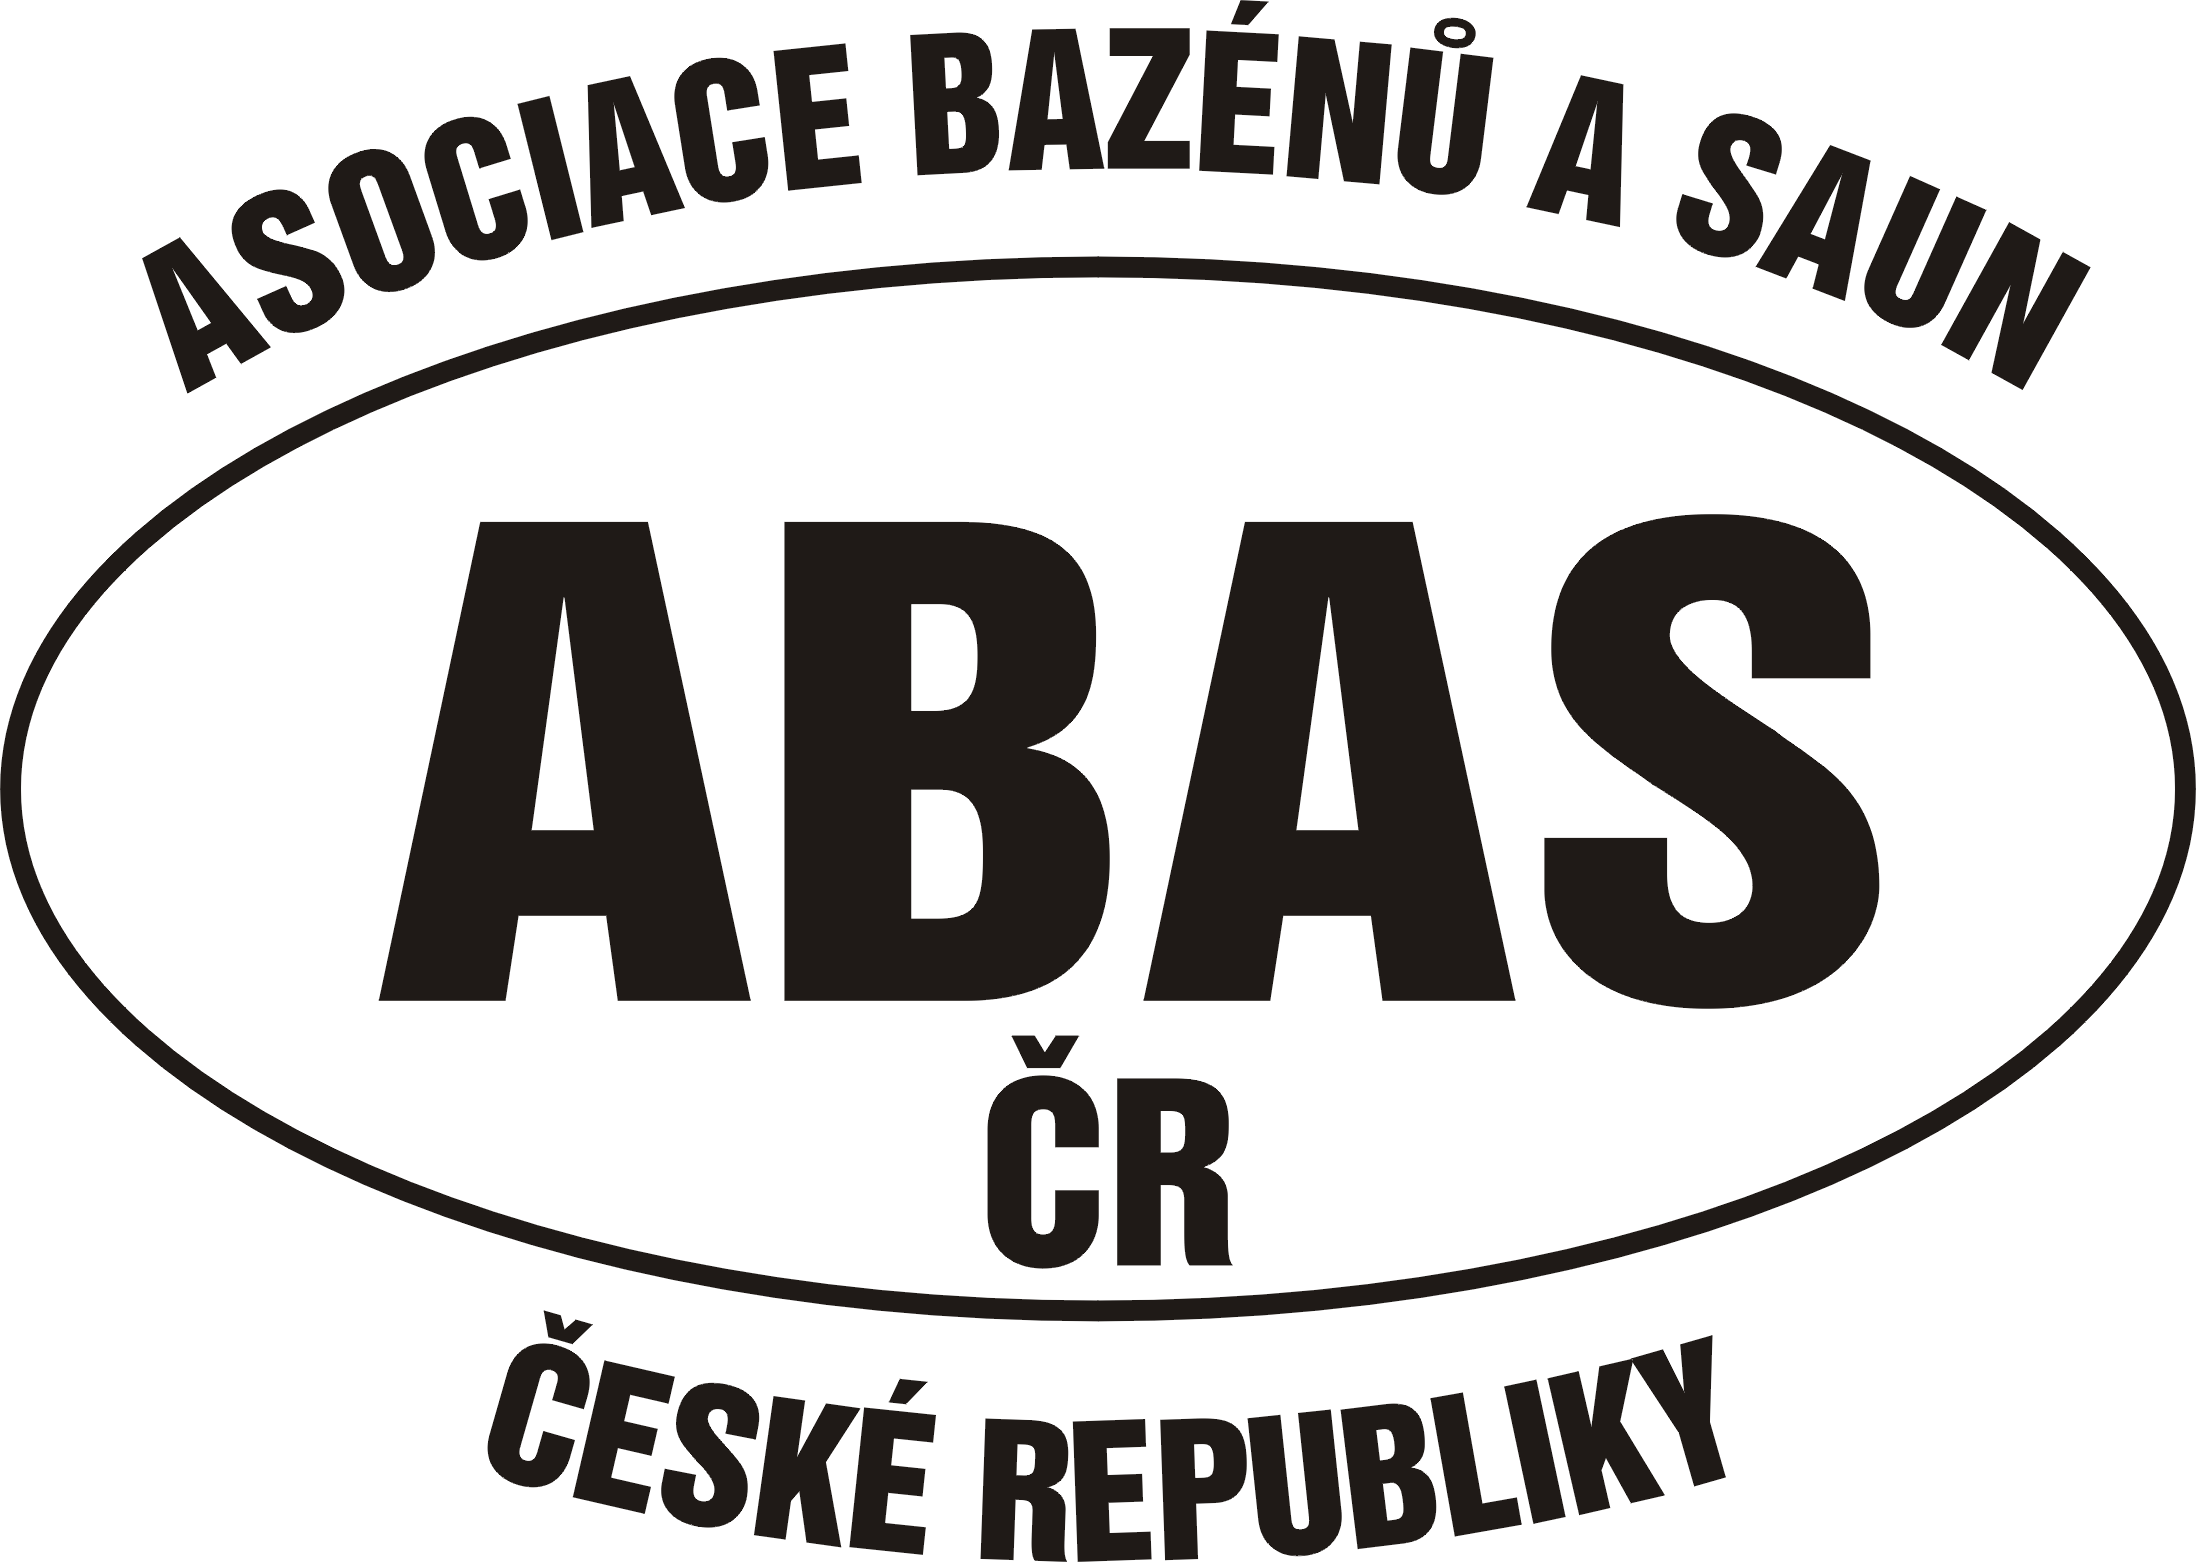 ASOCIACE BAZÉNŮ A SAUN
ABAS
ČR
ČESKÉ REPUBLIKY